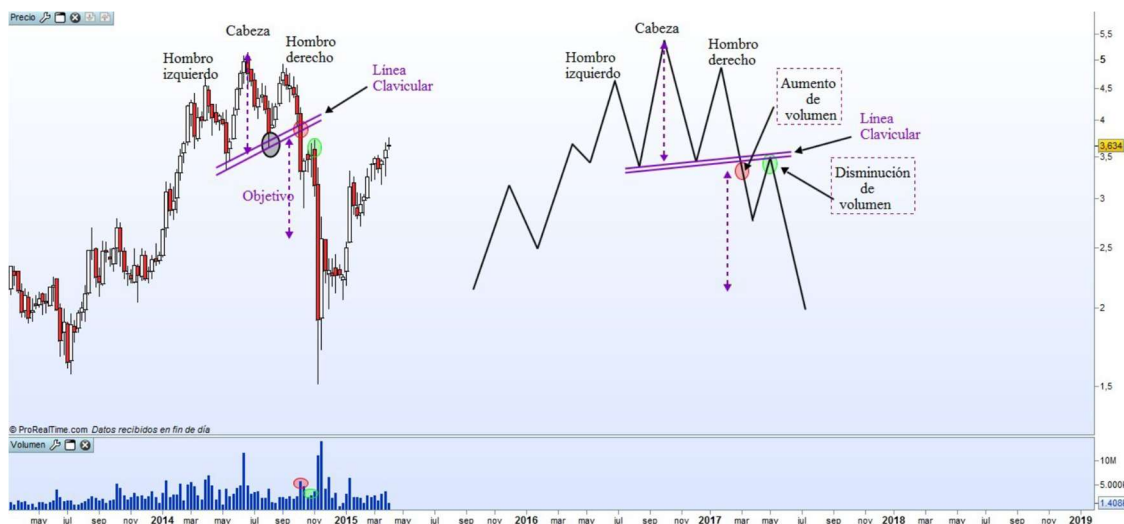 Precio
Cabeza
Hombro
izquierdo
Hombro
derecho
Línea
Clavicular
Objetivo
Cabeza
Hombro
izquierdo
Hombro
derecho
Aumento
de
volumen
Línea
Clavicular
Disminución
de
volumen
5,5
5
4,5
4
3,634
3,5
3
2,5
2
1,5
© ProRealTime.com Datos recibidos en fin de día
Volumen
10M
may jul sep nov 2014 mar may jul sep nov 2015 mar may jul sep nov 2016 mar may jul sep nov 2017 mar may jul sep nov 2018 mar may jul sep nov 2019